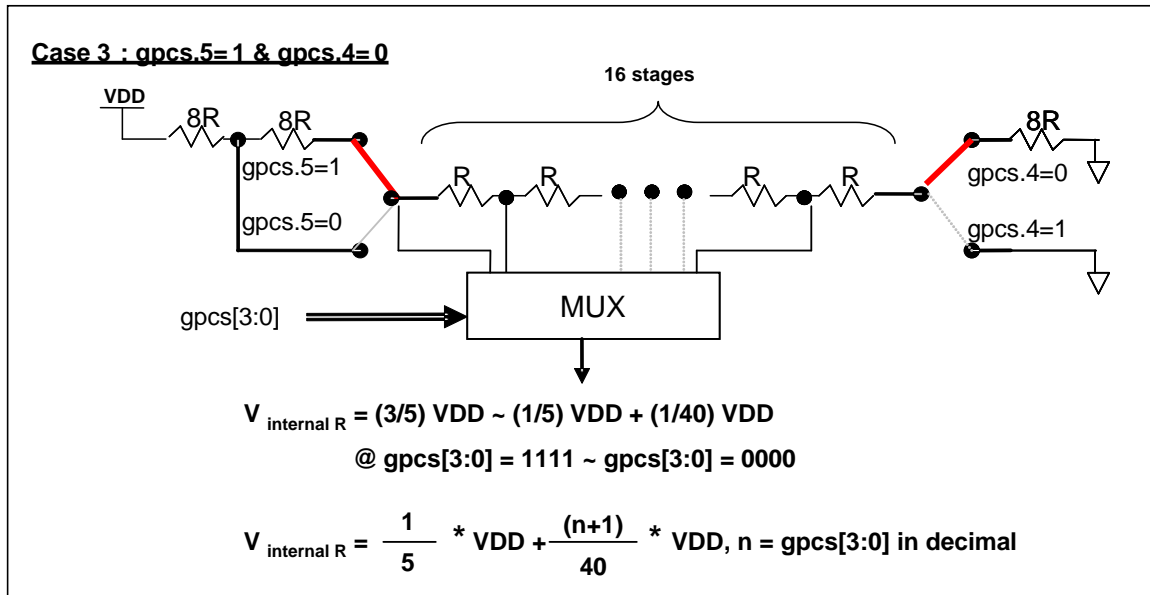 Case 3 : gpcs.5=1 & gpcs.4=0
16 stages
VDD
8R
8R
8R
gpcs.5=1
gpcs.4=0
R
R
R
R
gpcs.5=0
gpcs.4=1
MUX
gpcs[3:0]
V internal R = (3/5) VDD ~ (1/5) VDD + (1/40) VDD
@ gpcs[3:0] = 1111 ~ gpcs[3:0] = 0000
V internal R = 1/5 * VDD + (n+1)/40 * VDD, n = gpcs[3:0] in decimal